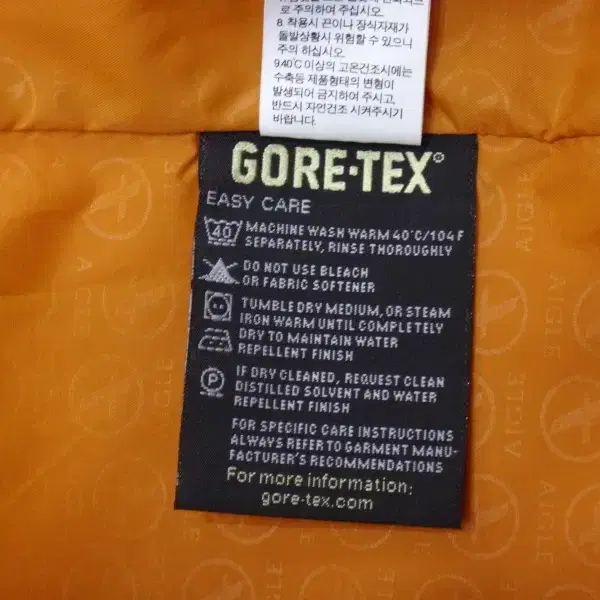 로 주의하여 주십시오.
8. 착용시 끈이나 장식자재가
돌발상황시 위험할 수 있으니
주의 하십시오.
9.40℃ 이상의 고온건조시에는
수축등 제품형태의 변형이
발생되어 금지하여 주시고,
반드시 자연건조 시켜주시기
바랍니다.
GORE-TEX®
EASY CARE
40
MACHINE WASH WARM 40°C/104 F
SEPARATELY, RINSE THOROUGHLY
DO NOT USE BLEACH
OR FABRIC SOFTENER
TUMBLE DRY MEDIUM, OR STEAM
IRON WARM UNTIL COMPLETELY
DRY TO MAINTAIN WATER
REPELLENT FINISH
P
IF DRY CLEANED, REQUEST CLEAN
DISTILLED SOLVENT AND WATER
REPELLENT FINISH
FOR SPECIFIC CARE INSTRUCTIONS
ALWAYS REFER TO GARMENT MANU-
FACTURER'S RECOMMENDATIONS
For more information:
gore-tex.com
AIGLE
AIGLE
AIGLE
AIGLE